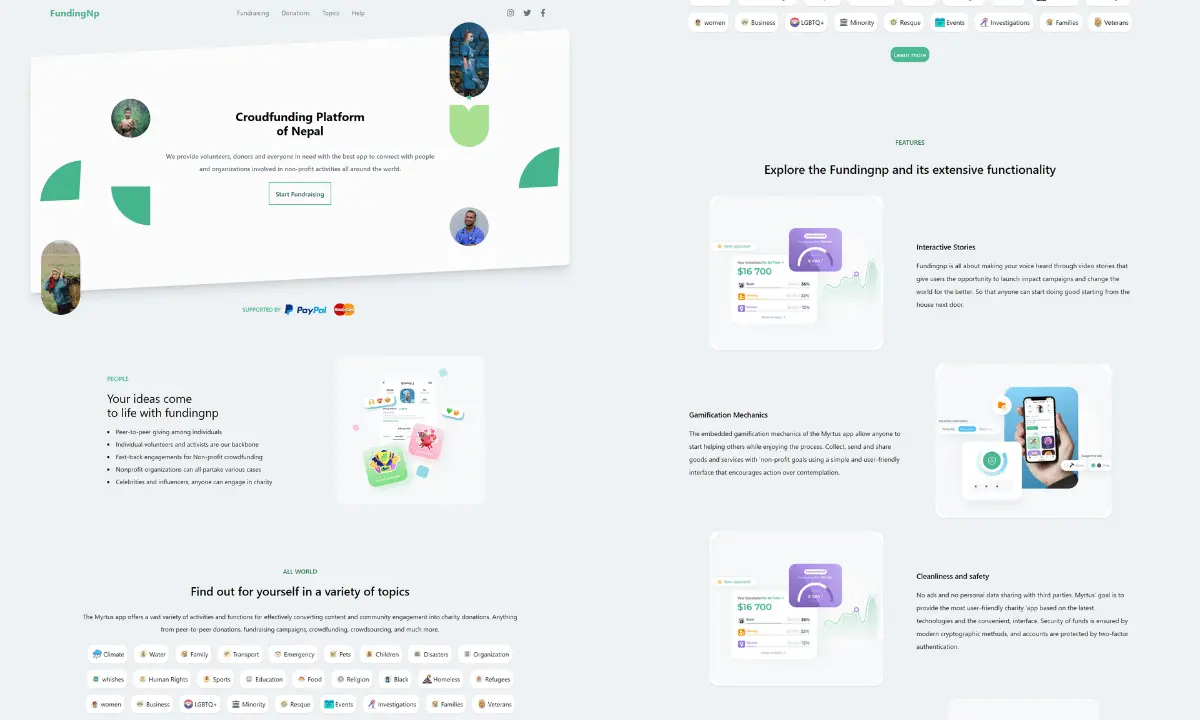 FundingNp
Fundraising Donations Topics Help
Croudfunding Platform
of Nepal
We provide volunteers, donors and everyone in need with the best app to connect with people
and organizations involved in non-profit activities all around the world.
Start Fundraising
SUPPORTED BY PayPal MasterCard
PEOPLE
Your ideas come
to life with fundingnp
Peer-to-peer giving among individuals
Individual volunteers and activists are our backbone
Fast-track engagements for Non-profit crowdfunding
Nonprofit organizations can all partake various cases
Celebrities and influencers, anyone can engage in charity
ALL WORLD
Find out for yourself in a variety of topics
The Myrtus app offers a vast variety of activities and functions for effectively converting content and community engagement into charity donations. Anything
from peer-to-peer donations, fundraising campaigns, crowdfunding, crowdsourcing, and much more.
Climate Water Family Transport Emergency Pets Children Disasters Organization
whishes Human Rights Sports Education Food Religion Black Homeless Refugees
women Business LGBTQ+ Minority Resque Events Investigations Families Veterans
women Business LGBTQ+ Minority Resque Events Investigations Families Veterans
Learn more
FEATURES
Explore the Fundingnp and its extensive functionality
$16 700
36%
22%
12%
Interactive Stories
Fundingnp is all about making your voice heard through video stories that
give users the opportunity to launch impact campaigns and change the
world for the better. So that anyone can start doing good starting from the
house next door.
Gamification Mechanics
The embedded gamification mechanics of the Myrtus app allow anyone to
start helping others while enjoying the process. Collect, send and share
goods and services with 'non-profit goals using a simple and user-friendly
interface that encourages action over contemplation.
$16 700
36%
22%
12%
Cleanliness and safety
No ads and no personal data sharing with third parties. Myrtus' goal is to
provide the most user-friendly charity 'app based on the latest
technologies and the convenient, interface. Security of funds is ensured by
modern cryptographic methods, and accounts are protected by two-factor
authentication.